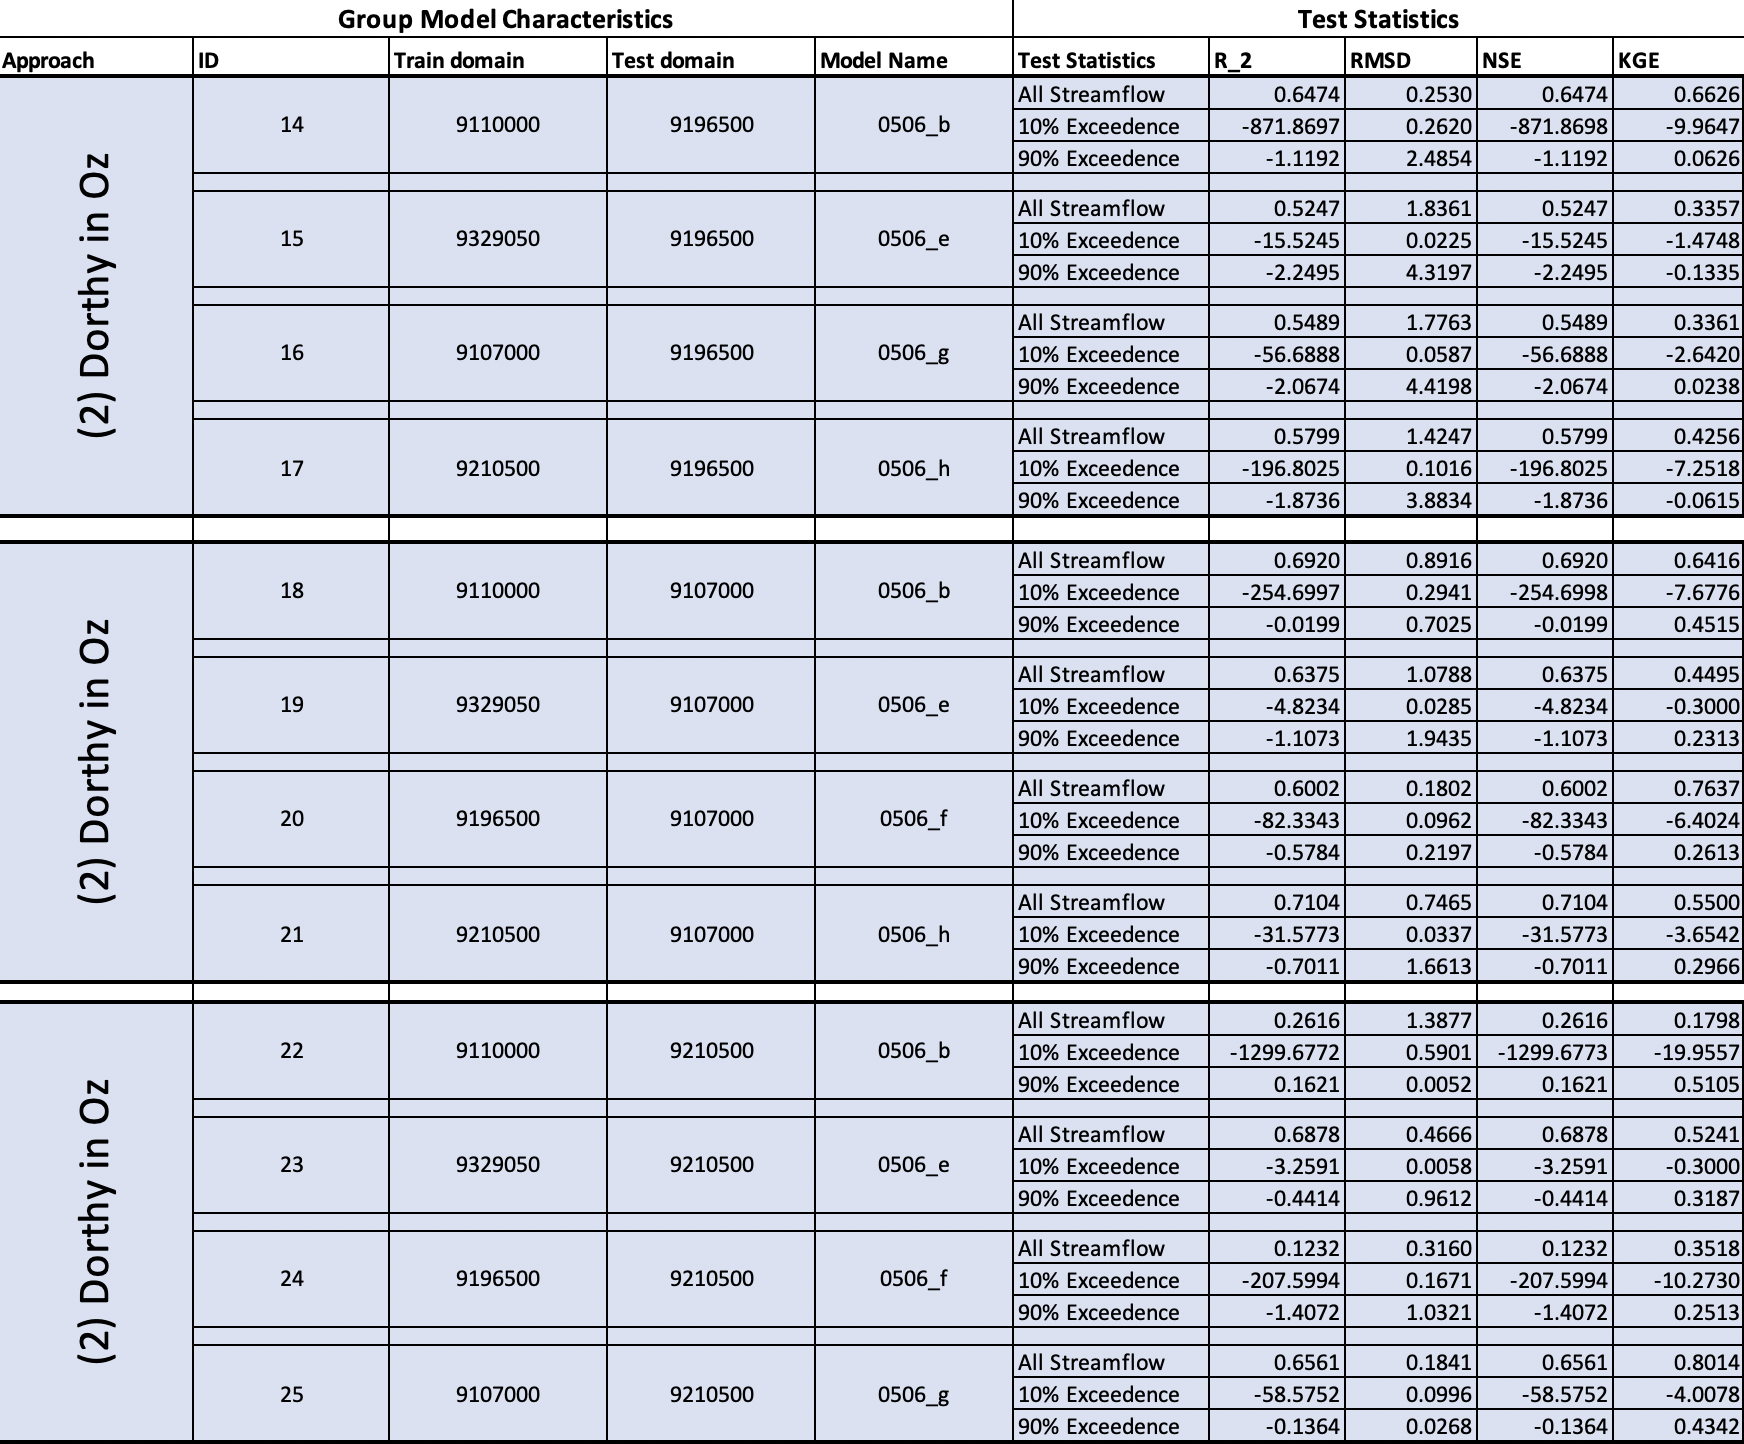 Group Model Characteristics Test Statistics
Approach ID Train domain Test domain Model Name Test Statistics R_2 RMSD NSE KGE
(2) Dorthy in Oz
14 9110000 9196500 0506_b
All Streamflow 0.6474 0.2530 0.6474 0.6626
10% Exceedence -871.8697 0.2620 -871.8698 -9.9647
90% Exceedence -1.1192 2.4854 -1.1192 0.0626
15 9329050 9196500 0506_e
All Streamflow 0.5247 1.8361 0.5247 0.3357
10% Exceedence -15.5245 0.0225 -15.5245 -1.4748
90% Exceedence -2.2495 4.3197 -2.2495 -0.1335
16 9107000 9196500 0506_g
All Streamflow 0.5489 1.7763 0.5489 0.3361
10% Exceedence -56.6888 0.0587 -56.6888 -2.6420
90% Exceedence -2.0674 4.4198 -2.0674 0.0238
17 9210500 9196500 0506_h
All Streamflow 0.5799 1.4247 0.5799 0.4256
10% Exceedence -196.8025 0.1016 -196.8025 -7.2518
90% Exceedence -1.8736 3.8834 -1.8736 -0.0615
(2) Dorthy in Oz
18 9110000 9107000 0506_b
All Streamflow 0.6920 0.8916 0.6920 0.6416
10% Exceedence -254.6997 0.2941 -254.6998 -7.6776
90% Exceedence -0.0199 0.7025 -0.0199 0.4515
19 9329050 9107000 0506_e
All Streamflow 0.6375 1.0788 0.6375 0.4495
10% Exceedence -4.8234 0.0285 -4.8234 -0.3000
90% Exceedence -1.1073 1.9435 -1.1073 0.2313
20 9196500 9107000 0506_f
All Streamflow 0.6002 0.1802 0.6002 0.7637
10% Exceedence -82.3343 0.0962 -82.3343 -6.4024
90% Exceedence -0.5784 0.2197 -0.5784 0.2613
21 9210500 9107000 0506_h
All Streamflow 0.7104 0.7465 0.7104 0.5500
10% Exceedence -31.5773 0.0337 -31.5773 -3.6542
90% Exceedence -0.7011 1.6613 -0.7011 0.2966
(2) Dorthy in Oz
22 9110000 9210500 0506_b
All Streamflow 0.2616 1.3877 0.2616 0.1798
10% Exceedence -1299.6772 0.5901 -1299.6773 -19.9557
90% Exceedence 0.1621 0.0052 0.1621 0.5105
23 9329050 9210500 0506_e
All Streamflow 0.6878 0.4666 0.6878 0.5241
10% Exceedence -3.2591 0.0058 -3.2591 -0.3000
90% Exceedence -0.4414 0.9612 -0.4414 0.3187
24 9196500 9210500 0506_f
All Streamflow 0.1232 0.3160 0.1232 0.3518
10% Exceedence -207.5994 0.1671 -207.5994 -10.2730
90% Exceedence -1.4072 1.0321 -1.4072 0.2513
25 9107000 9210500 0506_g
All Streamflow 0.6561 0.1841 0.6561 0.8014
10% Exceedence -58.5752 0.0996 -58.5752 -4.0078
90% Exceedence -0.1364 0.0268 -0.1364 0.4342